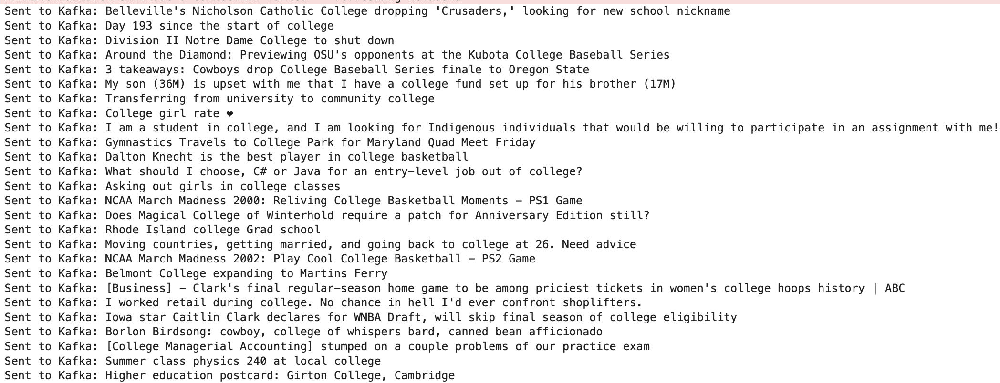 Sent to Kafka: Belleville's Nicholson Catholic College dropping 'Crusaders,' looking for new school nickname
Sent to Kafka: Day 193 since the start of college
Sent to Kafka: Division II Notre Dame College to shut down
Sent to Kafka: Around the Diamond: Previewing OSU's opponents at the Kubota College Baseball Series
Sent to Kafka: 3 takeaways: Cowboys drop College Baseball Series finale to Oregon State
Sent to Kafka: My son (36M) is upset with me that I have a college fund set up for his brother (17M)
Sent to Kafka: Transferring from university to community college
Sent to Kafka: College girl rate ❤
Sent to Kafka: I am a student in college, and I am looking for Indigenous individuals that would be willing to participate in an assignment with me!
Sent to Kafka: Gymnastics Travels to College Park for Maryland Quad Meet Friday
Sent to Kafka: Dalton Knecht is the best player in college basketball
Sent to Kafka: What should I choose, C# or Java for an entry-level job out of college?
Sent to Kafka: Asking out girls in college classes
Sent to Kafka: NCAA March Madness 2000: Reliving College Basketball Moments - PS1 Game
Sent to Kafka: Does Magical College of Winterhold require a patch for Anniversary Edition still?
Sent to Kafka: Rhode Island college Grad school
Sent to Kafka: Moving countries, getting married, and going back to college at 26. Need advice
Sent to Kafka: NCAA March Madness 2002: Play Cool College Basketball - PS2 Game
Sent to Kafka: Belmont College expanding to Martins Ferry
Sent to Kafka: [Business] - Clark's final regular-season home game to be among priciest tickets in women's college hoops history | ABC
Sent to Kafka: I worked retail during college. No chance in hell I'd ever confront shoplifters.
Sent to Kafka: Iowa star Caitlin Clark declares for WNBA Draft, will skip final season of college eligibility
Sent to Kafka: Borlon Birdsong: cowboy, college of whispers bard, canned bean afficionado
Sent to Kafka: [College Managerial Accounting] stumped on a couple problems of our practice exam
Sent to Kafka: Summer class physics 240 at local college
Sent to Kafka: Higher education postcard: Girton College, Cambridge